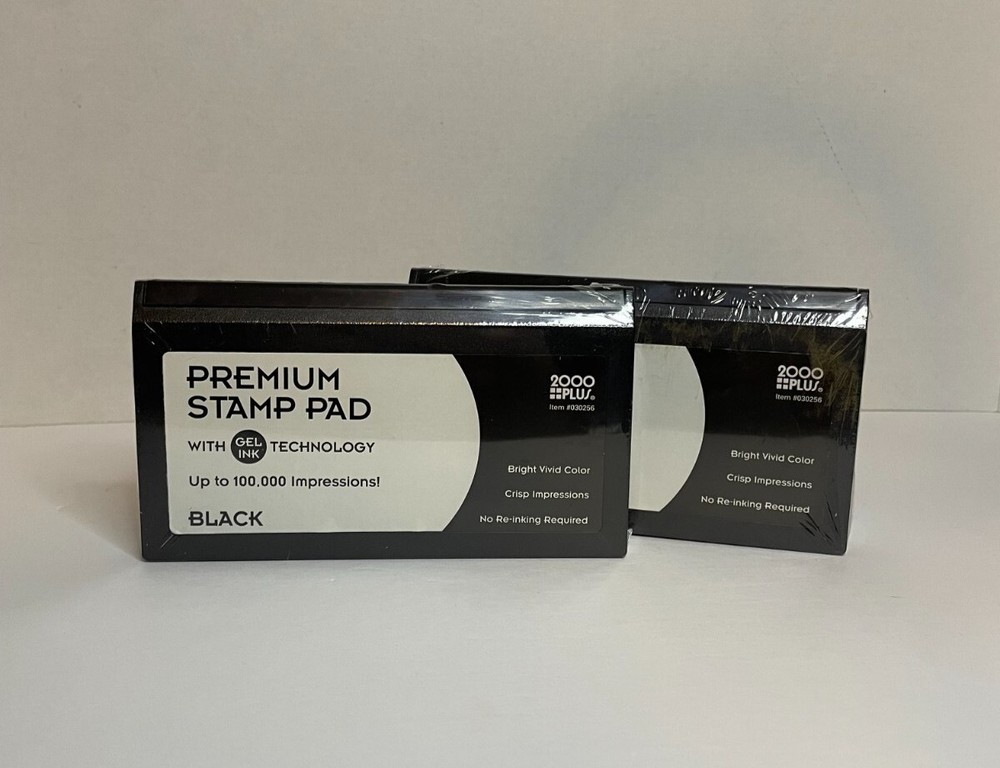 PREMIUM
STAMP PAD
WITH GEL INK TECHNOLOGY
Up to 100,000 Impressions!
BLACK
2000
PLUS®
Item #030256
Bright Vivid Color
Crisp Impressions
No Re-inking Required
2000
PLUS®
Item #030256
Bright Vivid Color
Crisp Impressions
No Re-inking Required